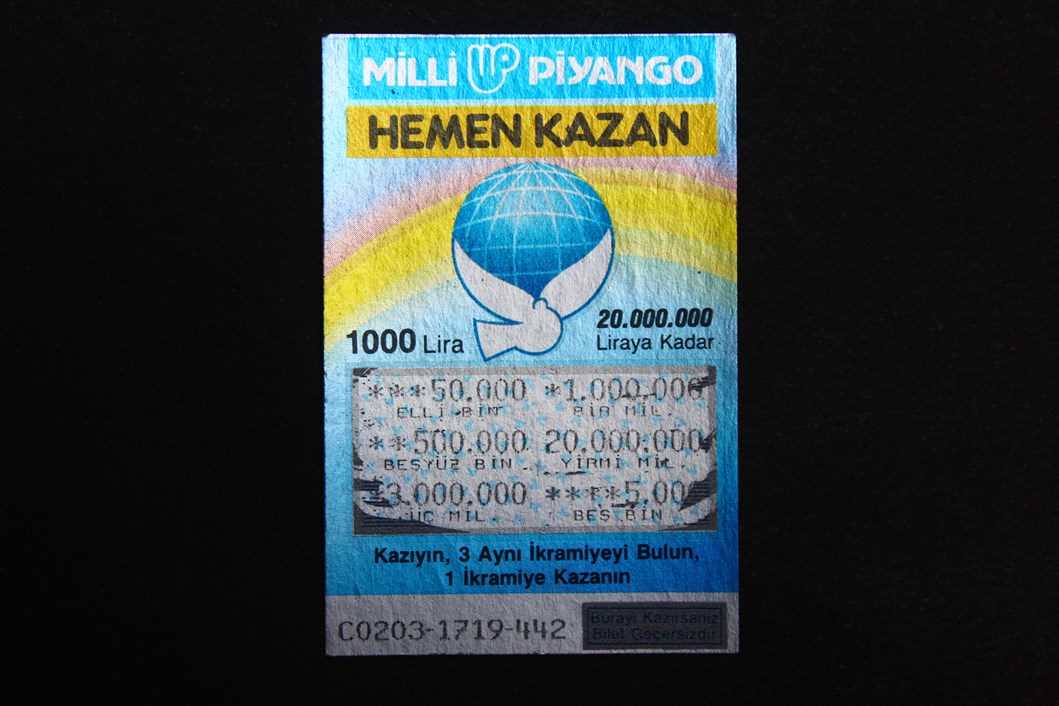 MİLLİ PİYANGO
HEMEN KAZAN
1000 Lira
20.000.000
Liraya Kadar
***50.000 *1.000.000
ELLİ BİN BİR MİL.
**500.000 20.000.000
BEŞYÜZ BİN YİRMİ MİL.
*3.000.000 ****5.000
ÜÇ MİL. BEŞ BİN
Kazıyın, 3 Aynı İkramiyeyi Bulun,
1 İkramiye Kazanın
C0203-1719-442
Burayı Kazırsanız
Bilet Geçersizdir